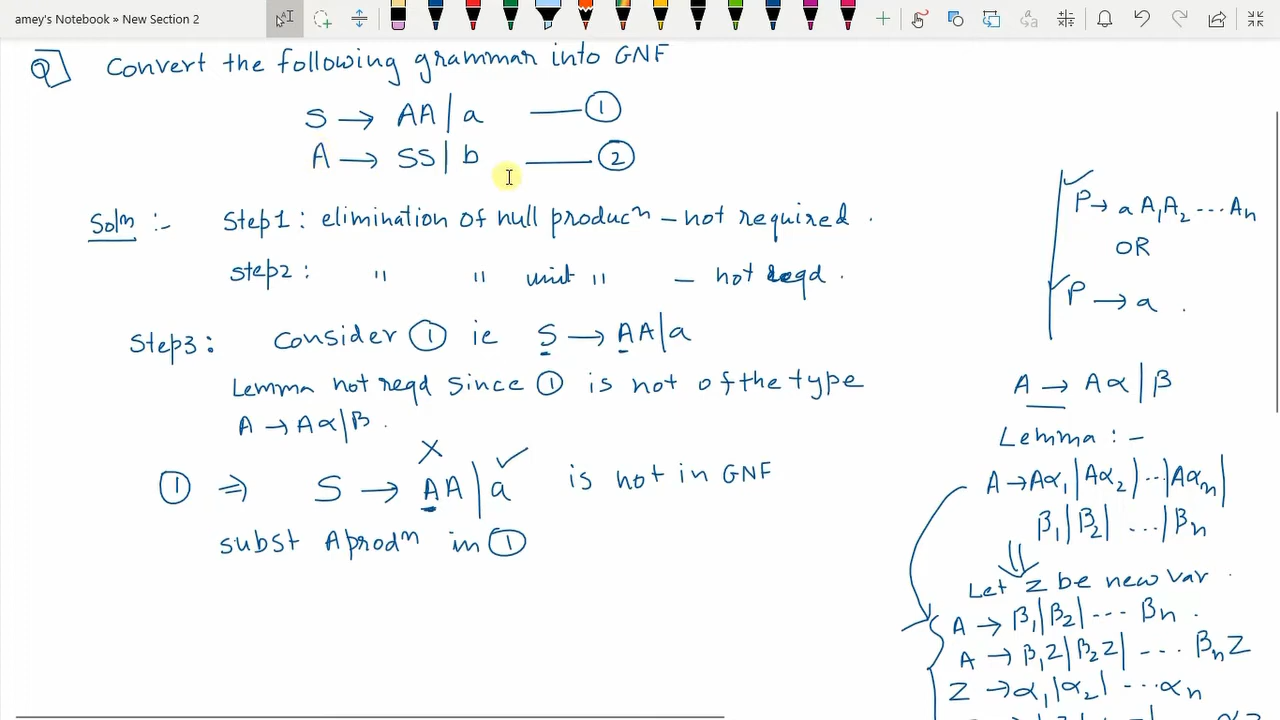 amey's Notebook » New Section 2
Q Convert the following grammar into GNF
S → AA | a —— ①
A → SS | b —— ②
Solⁿ :- Step1 : elimination of null producⁿ – not required .
step2 : " " unit " – not reqd .
Step3 : Consider ① ie S → AA|a
Lemma not reqd since ① is not of the type
A → Aα|β .
X ✓
① ⇒ S → AA | a is not in GNF
subst A prodⁿ in ①
✓ P → a A₁A₂ ... Aₙ
OR
✓ P → a .
A → Aα | β
Lemma : –
A → Aα₁|Aα₂| ... |Aαₙ|
β₁|β₂| ... |βₙ
⇓
Let Z be new var .
A → β₁|β₂| ... βₙ .
A → β₁Z|β₂Z| ... βₙZ
Z → α₁|α₂| ... αₙ